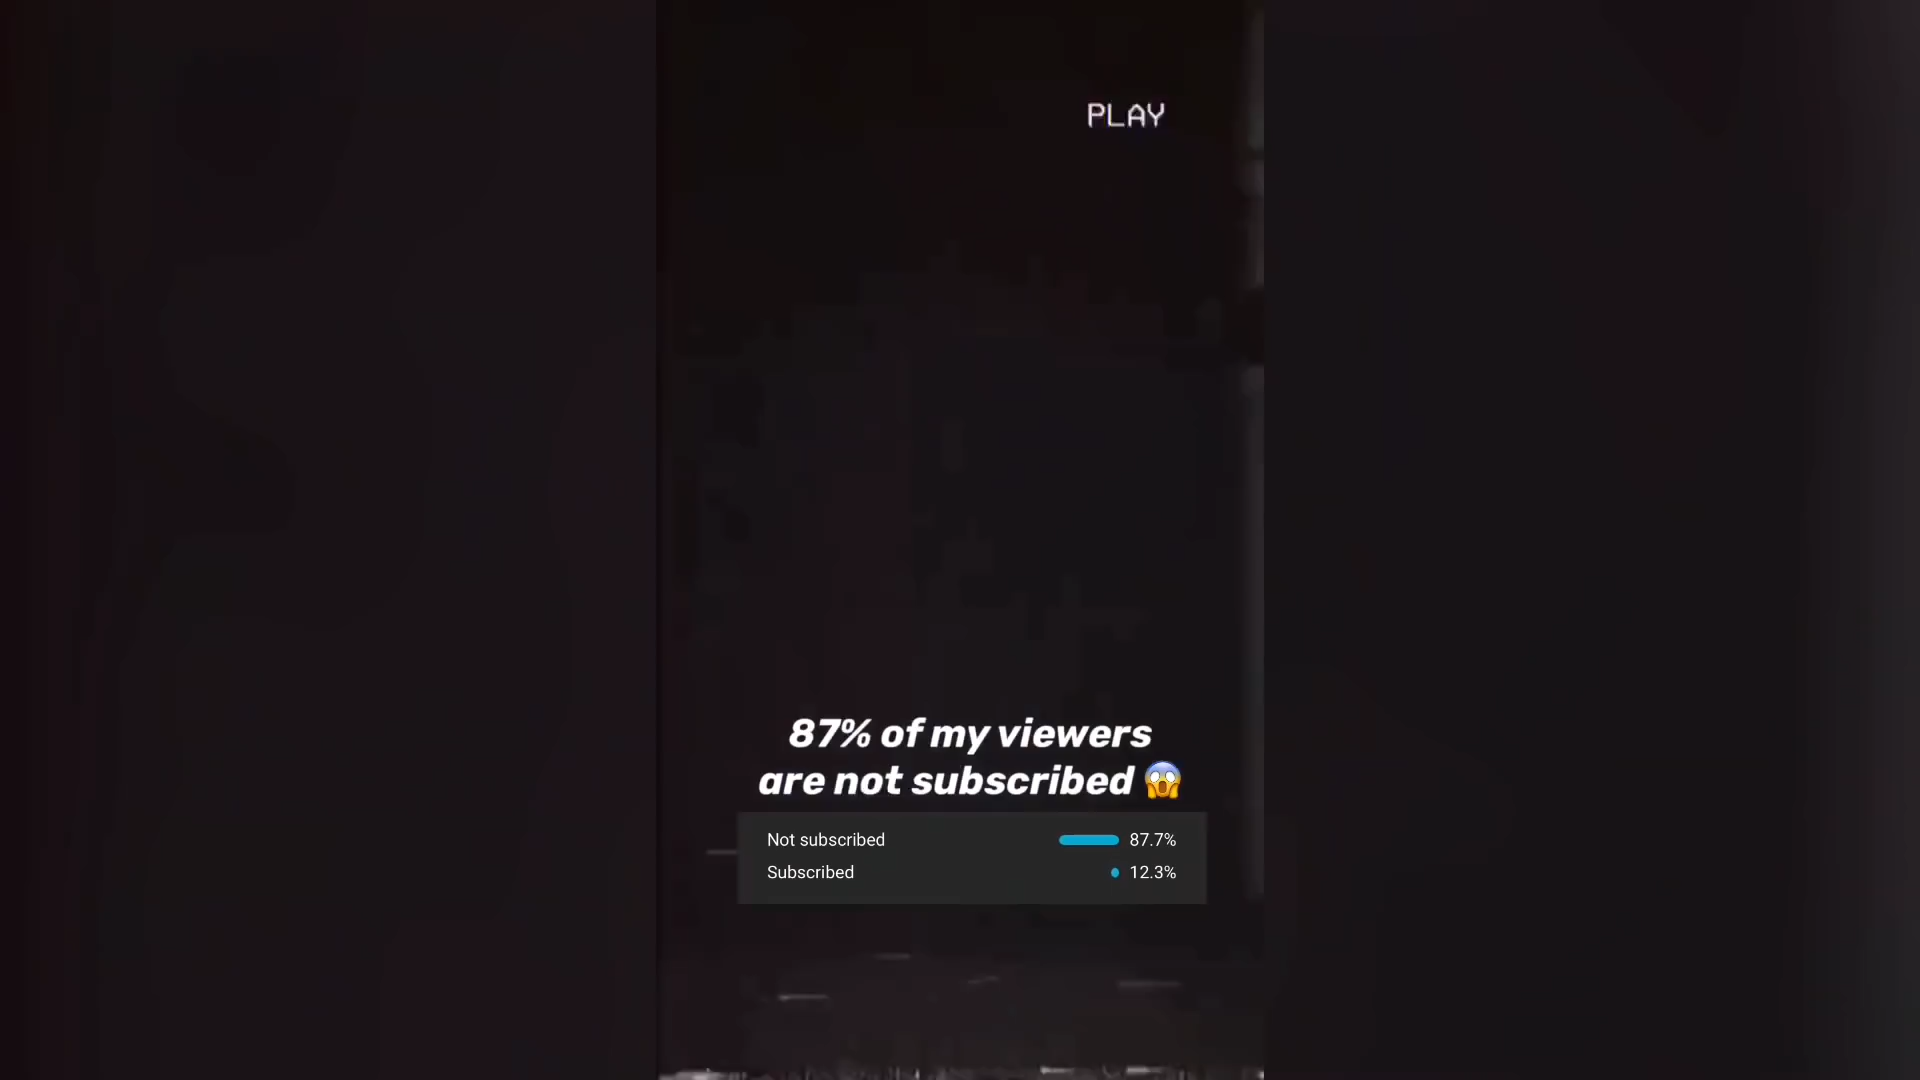 PLAY
87% of my viewers
are not subscribed 😱
Not subscribed 87.7%
Subscribed 12.3%